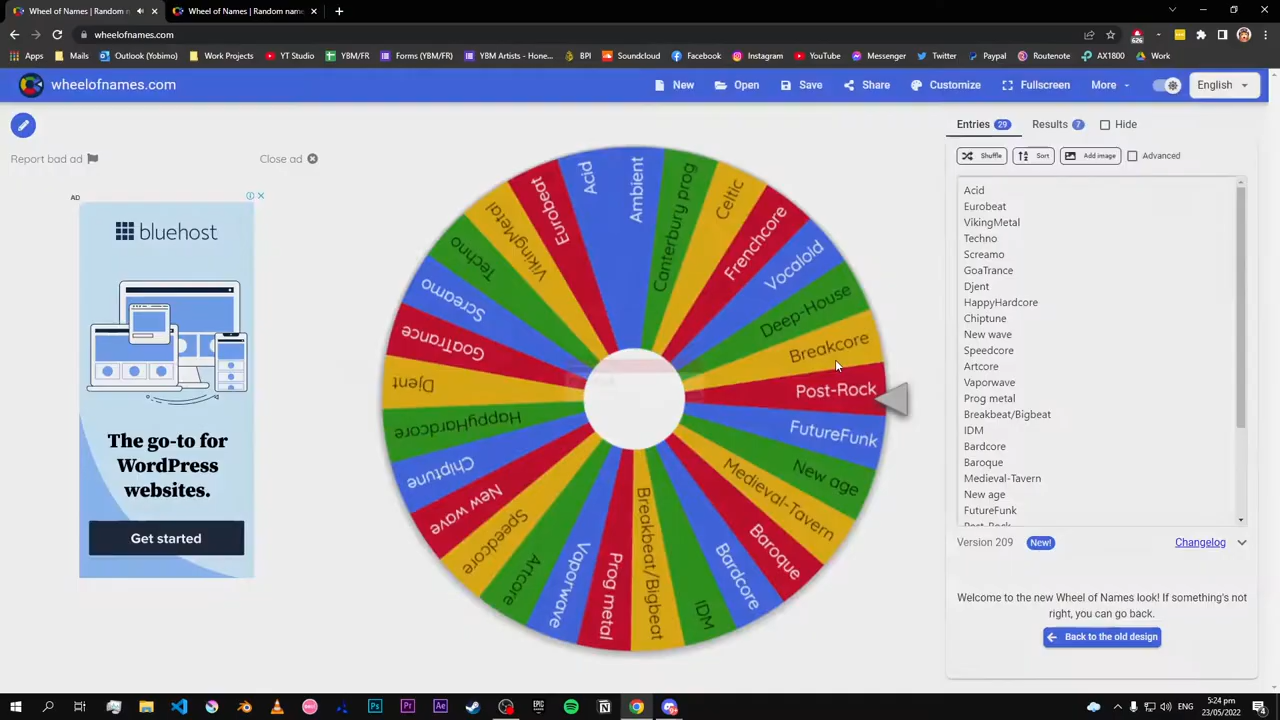 Wheel of Names | Random n
Wheel of Names | Random name
wheelofnames.com
Apps
Mails
Outlook (Yobimo)
Work Projects
YT Studio
YBM/FR
Forms (YBM/FR)
YBM Artists - Hone...
BPI
Soundcloud
Facebook
Instagram
YouTube
Messenger
Twitter
Paypal
Routenote
AX1800
Work
wheelofnames.com
New
Open
Save
Share
Customize
Fullscreen
More
English
Report bad ad
Close ad
AD
bluehost
The go-to for
WordPress
websites.
Get started
Ambient
Canterbury prog
Celtic
Frenchcore
Vocaloid
Deep-House
Breakcore
Post-Rock
FutureFunk
New age
Medieval-Tavern
Baroque
Bardcore
IDM
Breakbeat/Bigbeat
Prog metal
Vaporwave
Artcore
Speedcore
New wave
Chiptune
HappyHardcore
Djent
GoaTrance
Screamo
Techno
VikingMetal
Eurobeat
Acid
Entries 29
Results 7
Hide
Shuffle
Sort
Add image
Advanced
Acid
Eurobeat
VikingMetal
Techno
Screamo
GoaTrance
Djent
HappyHardcore
Chiptune
New wave
Speedcore
Artcore
Vaporwave
Prog metal
Breakbeat/Bigbeat
IDM
Bardcore
Baroque
Medieval-Tavern
New age
FutureFunk
Post-Rock
Version 209
New!
Changelog
Welcome to the new Wheel of Names look! If something's not
right, you can go back.
Back to the old design
ENG
5:24 pm
23/05/2022